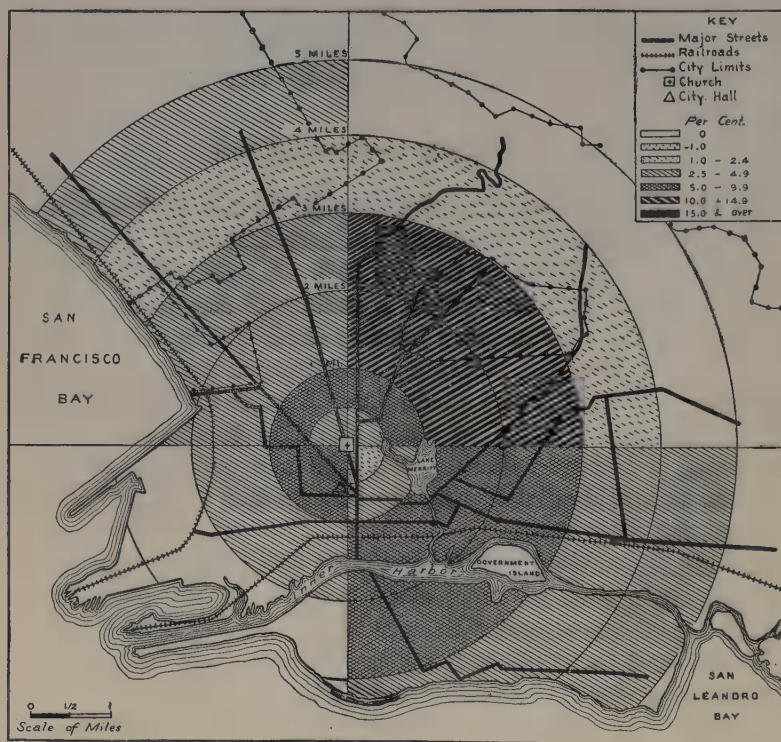 KEY
Major Streets
Railroads
City Limits
Church
City Hall
Per Cent.
0
-1.0
1.0 - 2.4
2.5 - 4.9
5.0 - 9.9
10.0 - 14.9
15.0 & over
5 MILES
4 MILES
3 MILES
2 MILES
1 MI.
SAN
FRANCISCO
BAY
LAKE
MERRITT
GOVERNMENT
ISLAND
Inner Harbor
SAN
LEANDRO
BAY
0 1/2 1
Scale of Miles